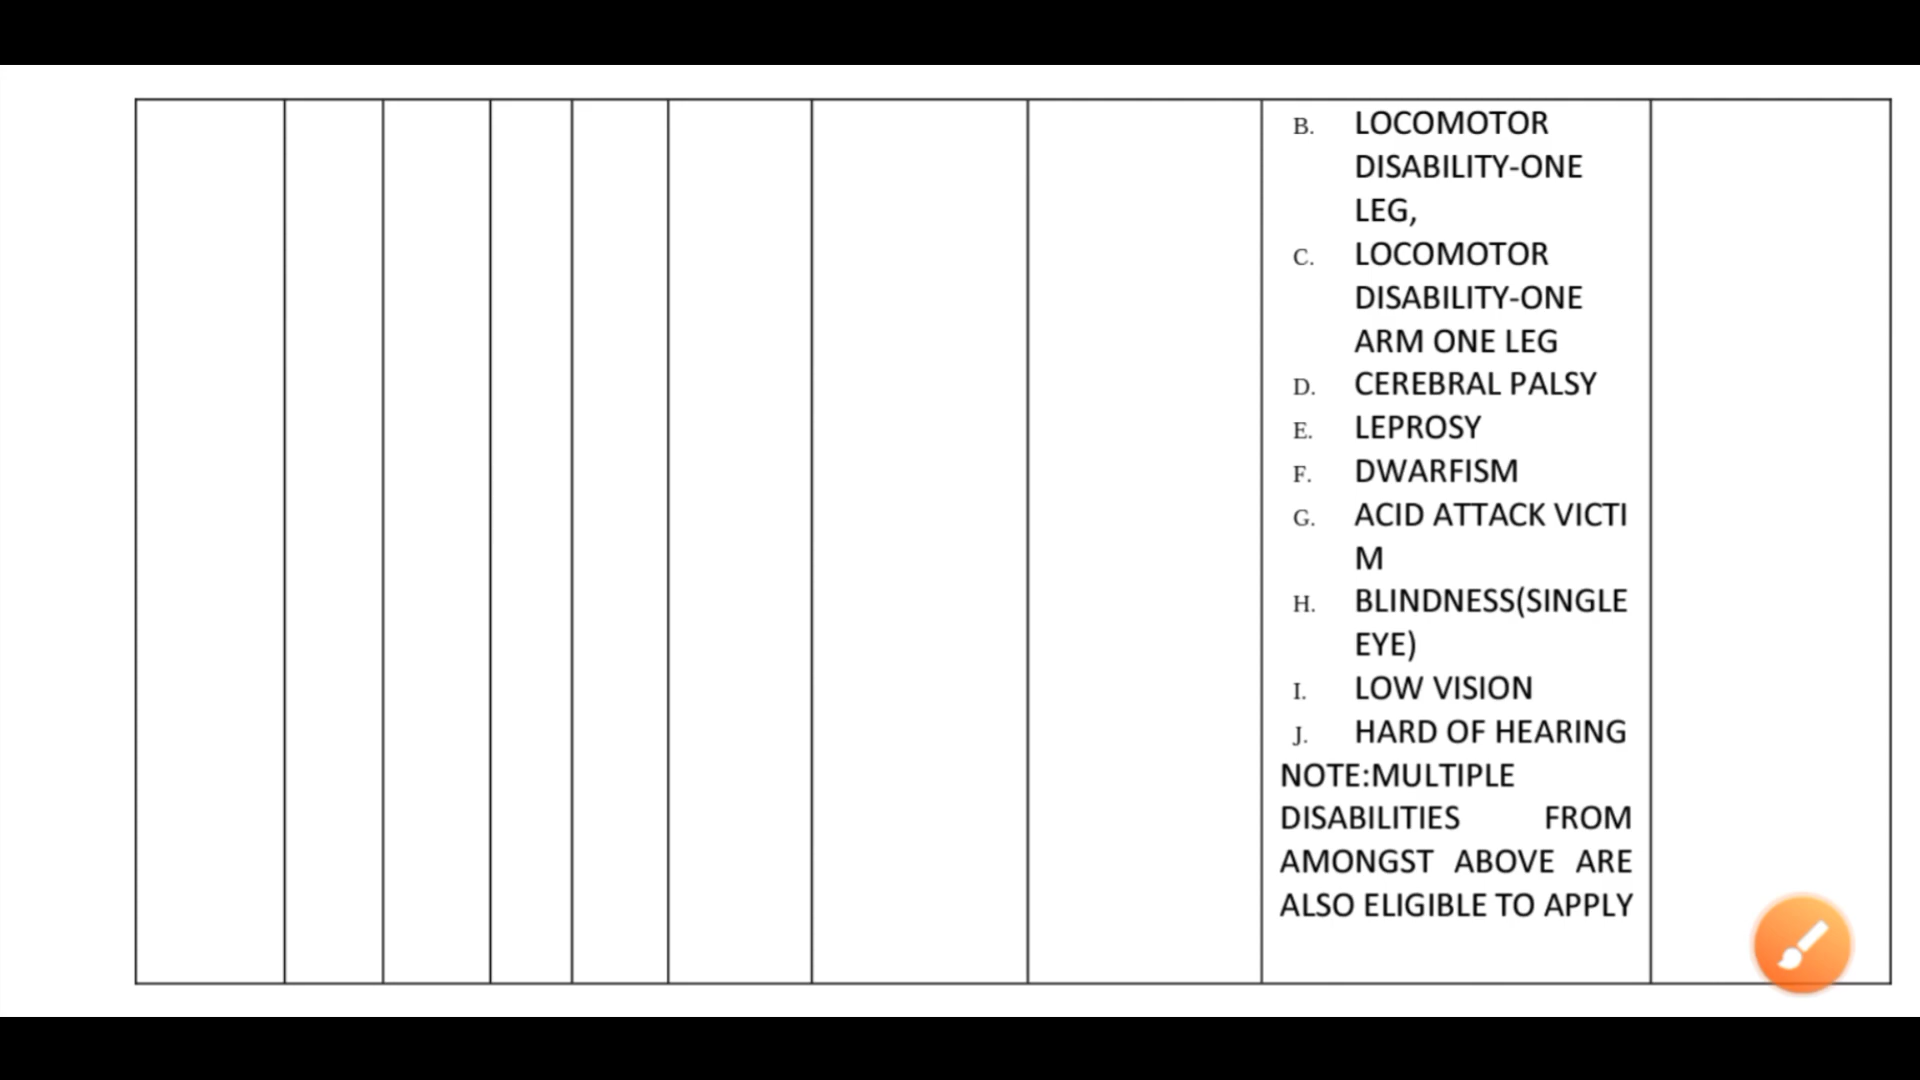 B. LOCOMOTOR
DISABILITY-ONE
LEG,
C. LOCOMOTOR
DISABILITY-ONE
ARM ONE LEG
D. CEREBRAL PALSY
E. LEPROSY
F. DWARFISM
G. ACID ATTACK VICTI
M
H. BLINDNESS(SINGLE
EYE)
I. LOW VISION
J. HARD OF HEARING
NOTE:MULTIPLE
DISABILITIES FROM
AMONGST ABOVE ARE
ALSO ELIGIBLE TO APPLY